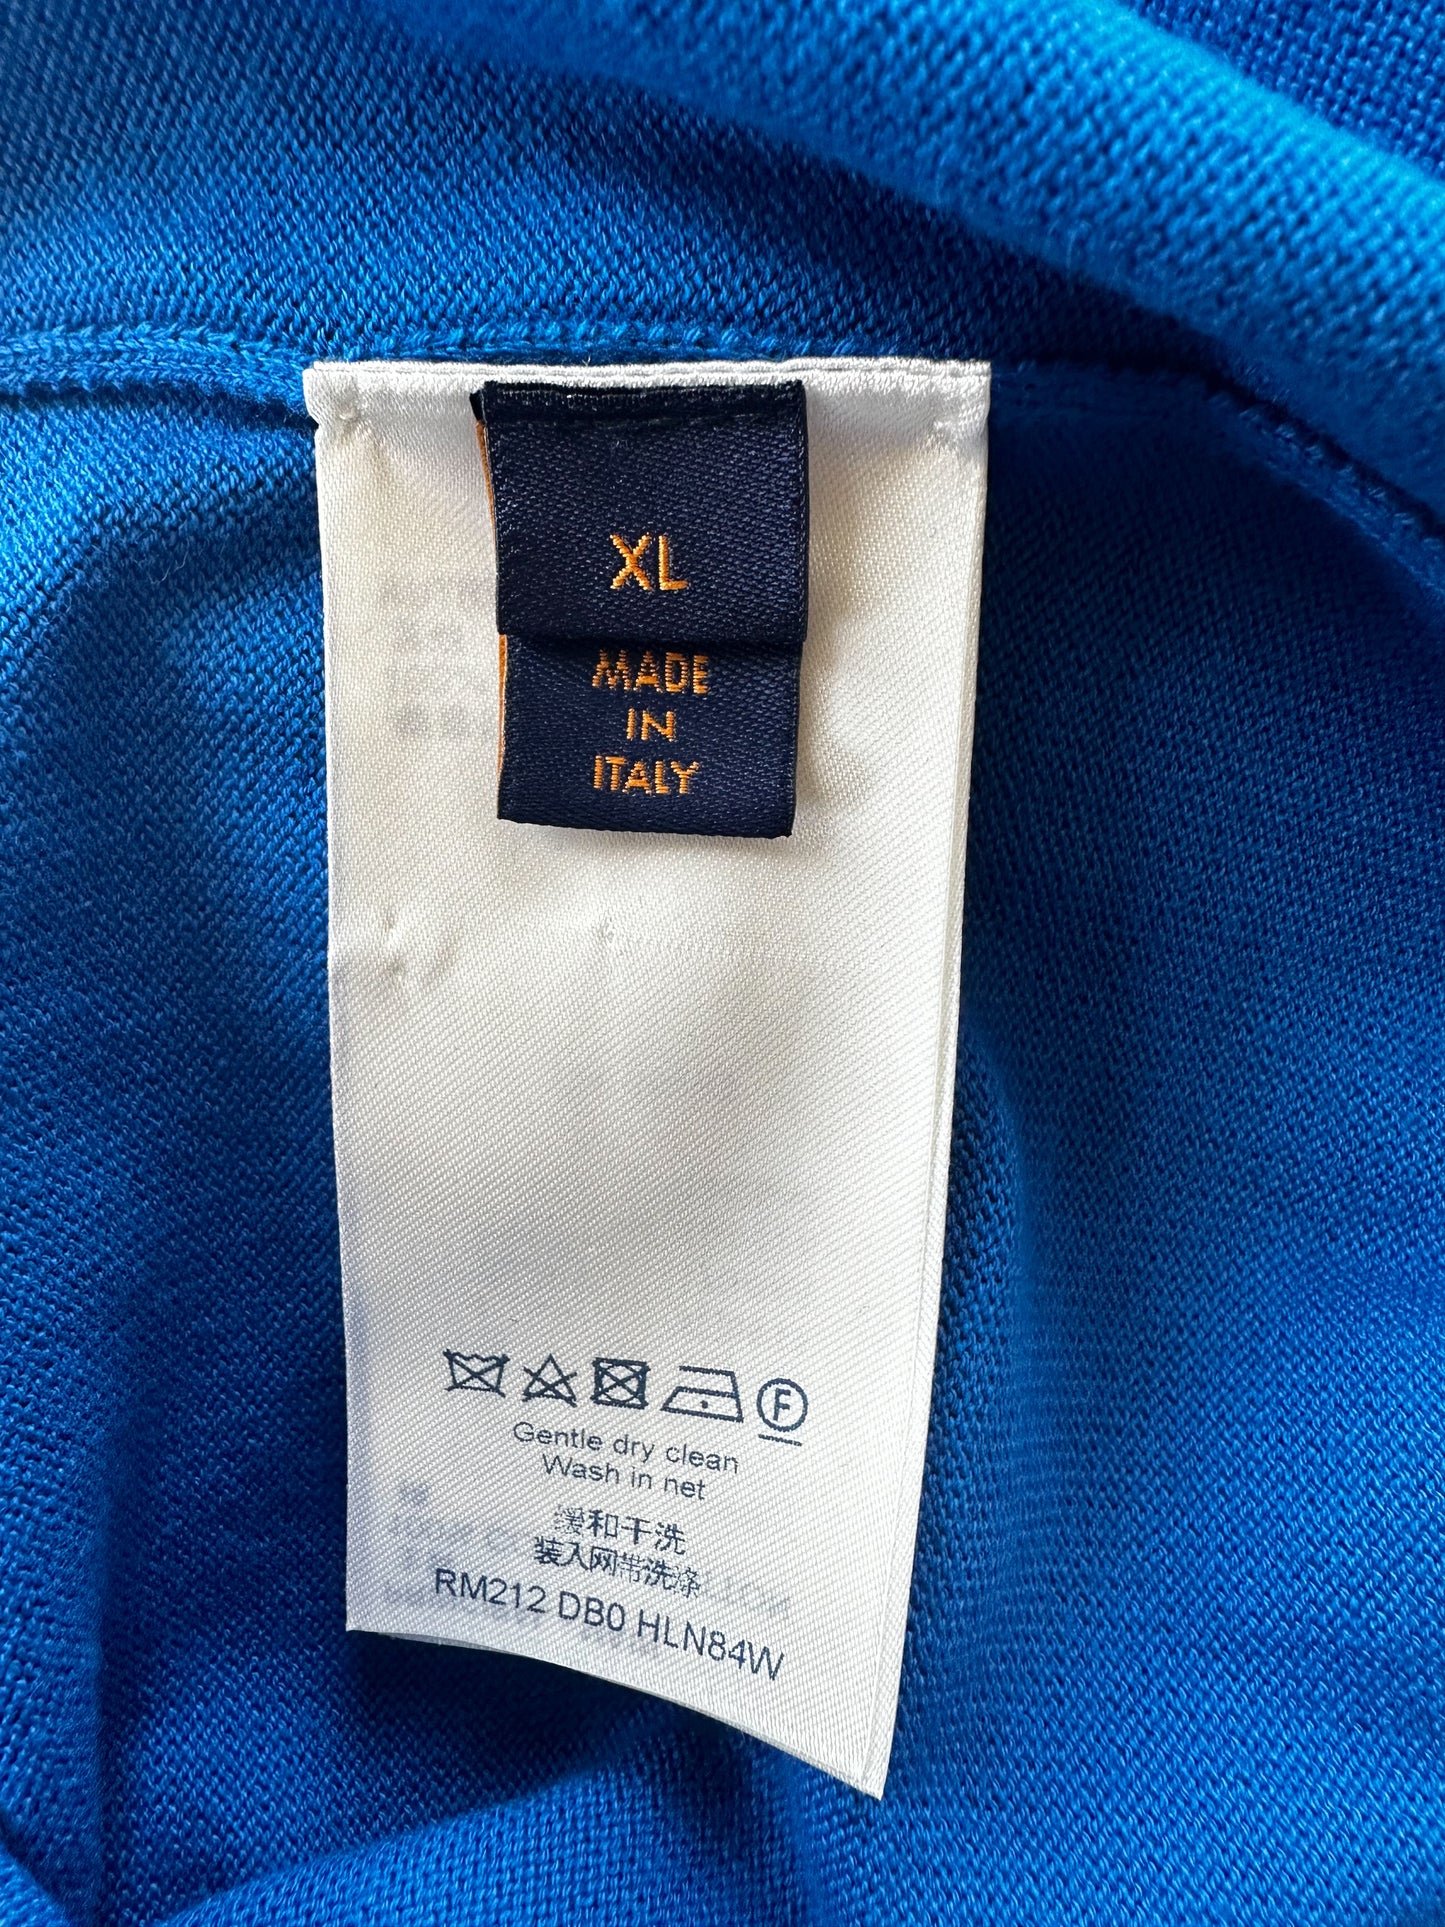 XL
MADE
IN
ITALY
F
Gentle dry clean
Wash in net
缓和干洗
装入网带洗涤
RM212 DB0 HLN84W